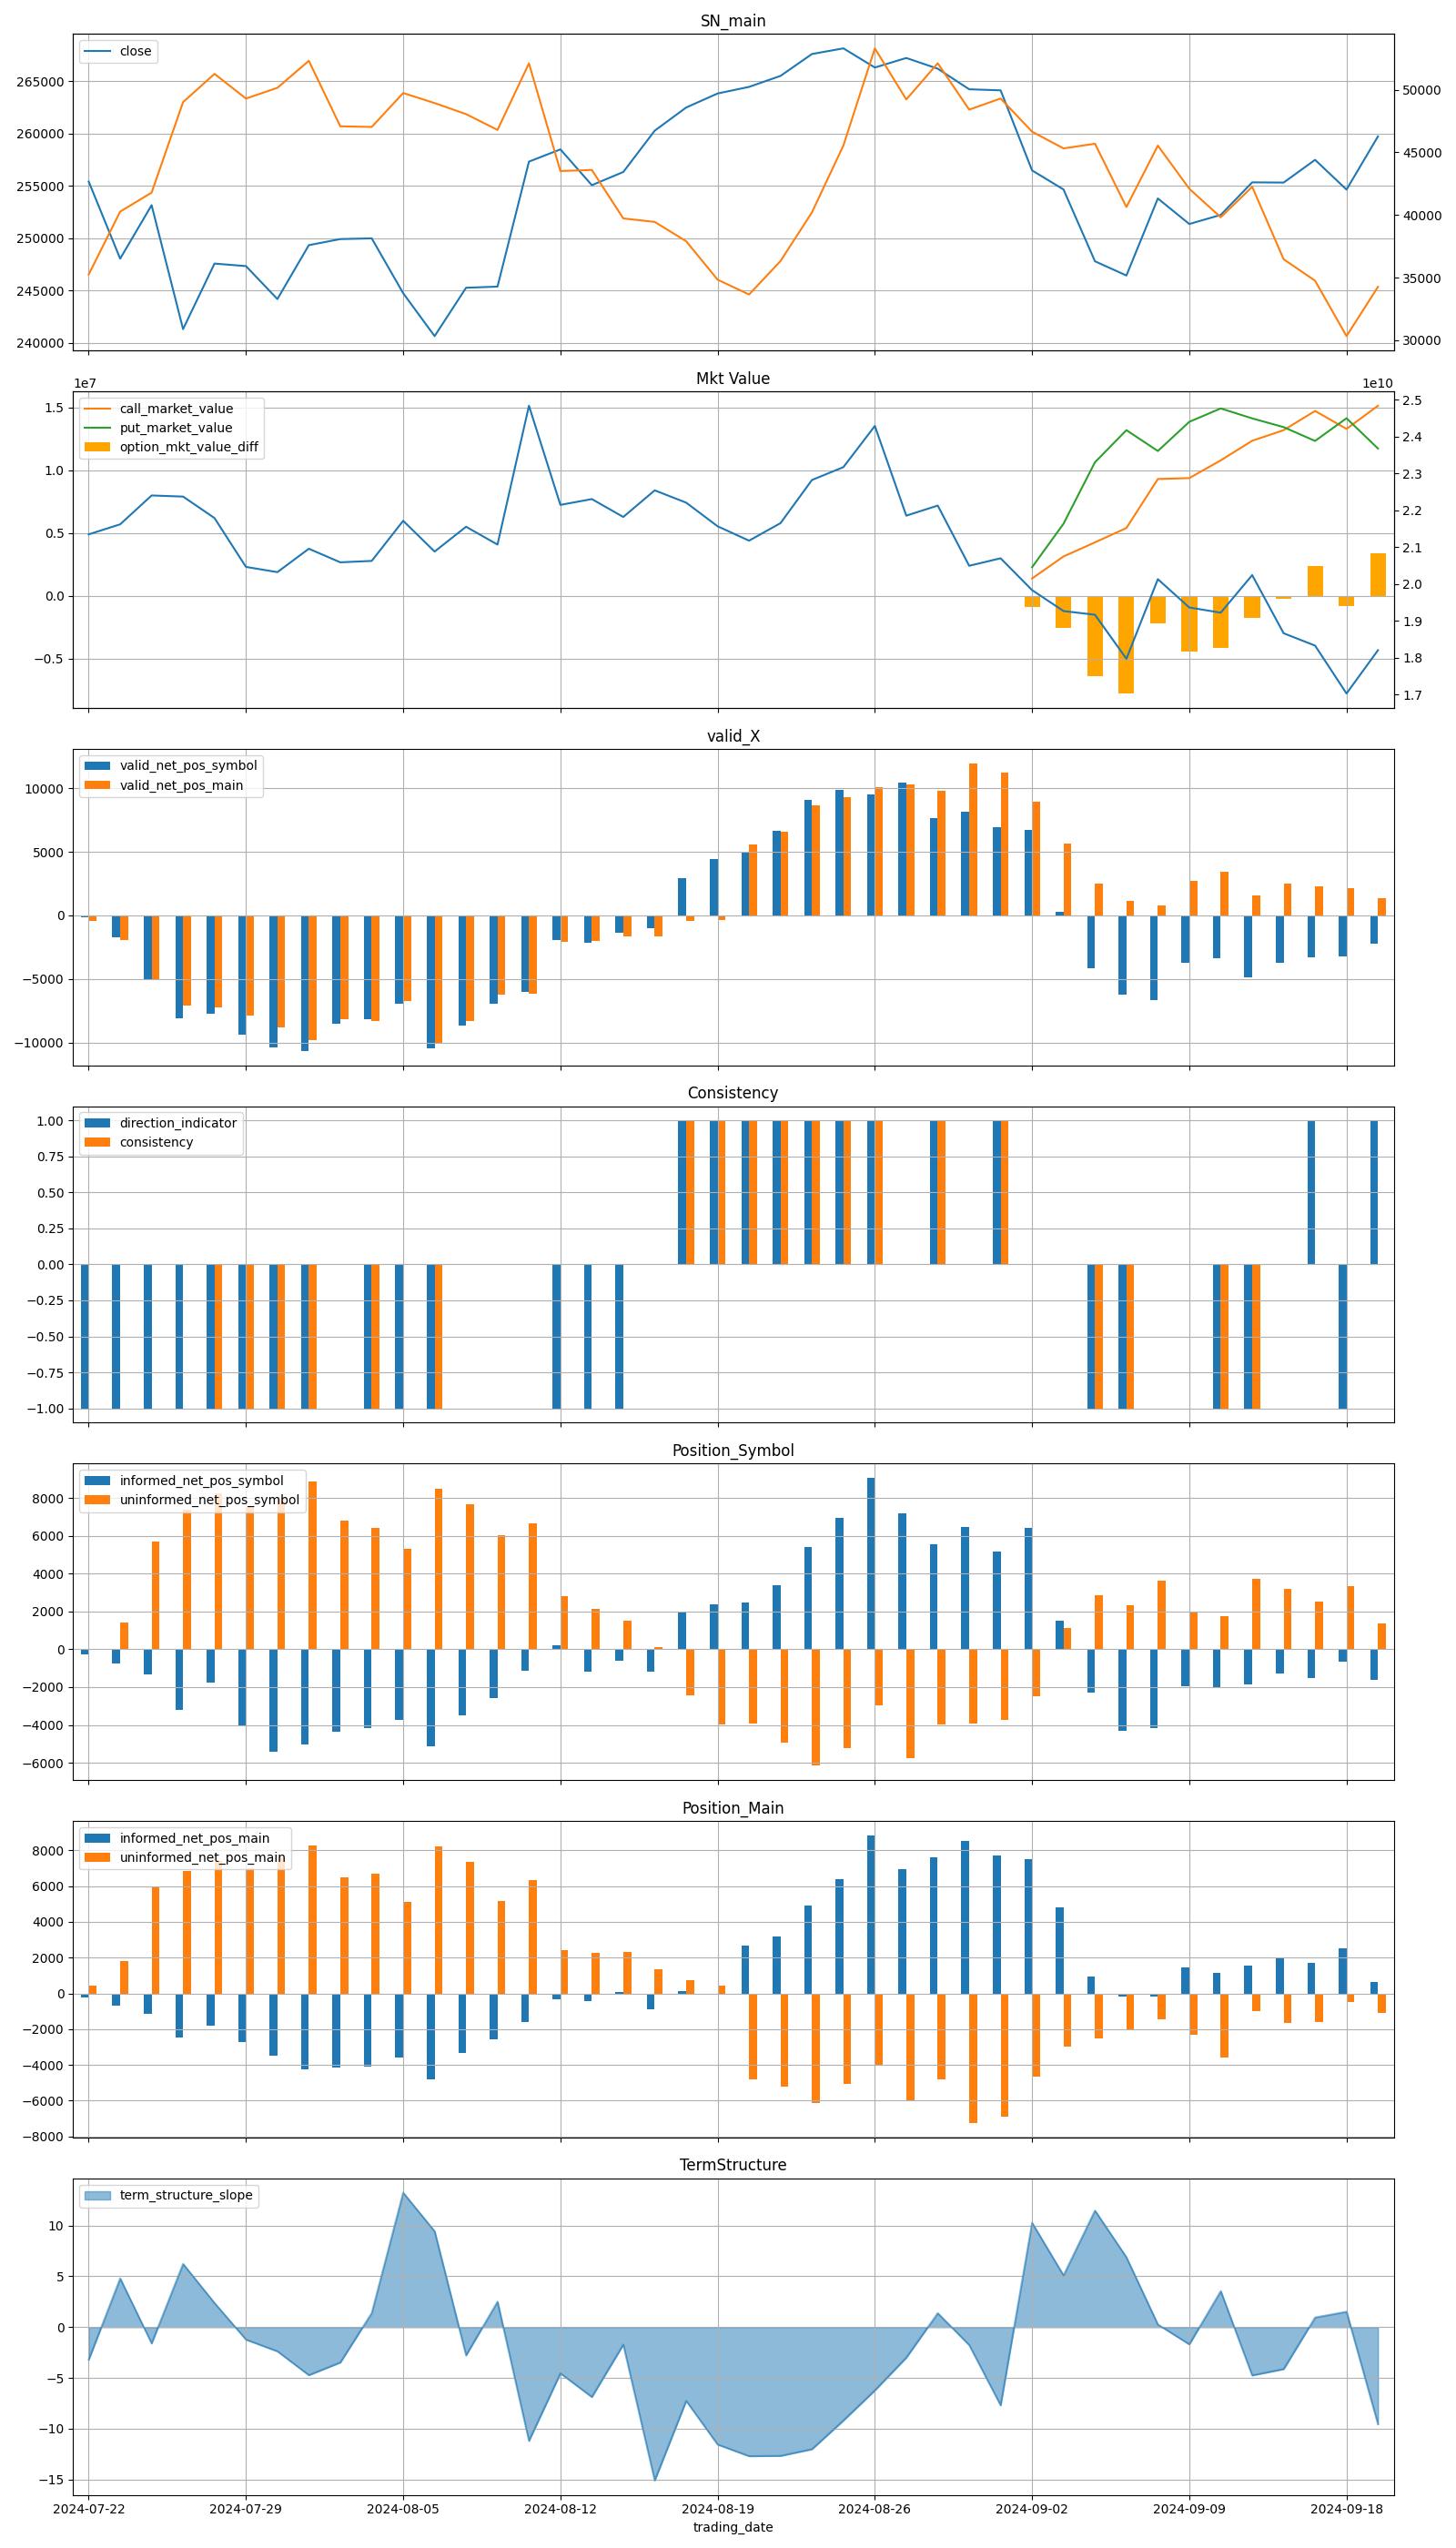 SN_main
close
265000
260000
255000
250000
245000
240000
50000
45000
40000
35000
30000
Mkt Value
1e7
1e10
call_market_value
put_market_value
option_mkt_value_diff
1.5
1.0
0.5
0.0
−0.5
2.5
2.4
2.3
2.2
2.1
2.0
1.9
1.8
1.7
valid_X
valid_net_pos_symbol
valid_net_pos_main
10000
5000
0
−5000
−10000
Consistency
direction_indicator
consistency
1.00
0.75
0.50
0.25
0.00
−0.25
−0.50
−0.75
−1.00
Position_Symbol
informed_net_pos_symbol
uninformed_net_pos_symbol
8000
6000
4000
2000
0
−2000
−4000
−6000
Position_Main
informed_net_pos_main
uninformed_net_pos_main
8000
6000
4000
2000
0
−2000
−4000
−6000
−8000
TermStructure
term_structure_slope
10
5
0
−5
−10
−15
2024-07-22 2024-07-29 2024-08-05 2024-08-12 2024-08-19 2024-08-26 2024-09-02 2024-09-09 2024-09-18
trading_date